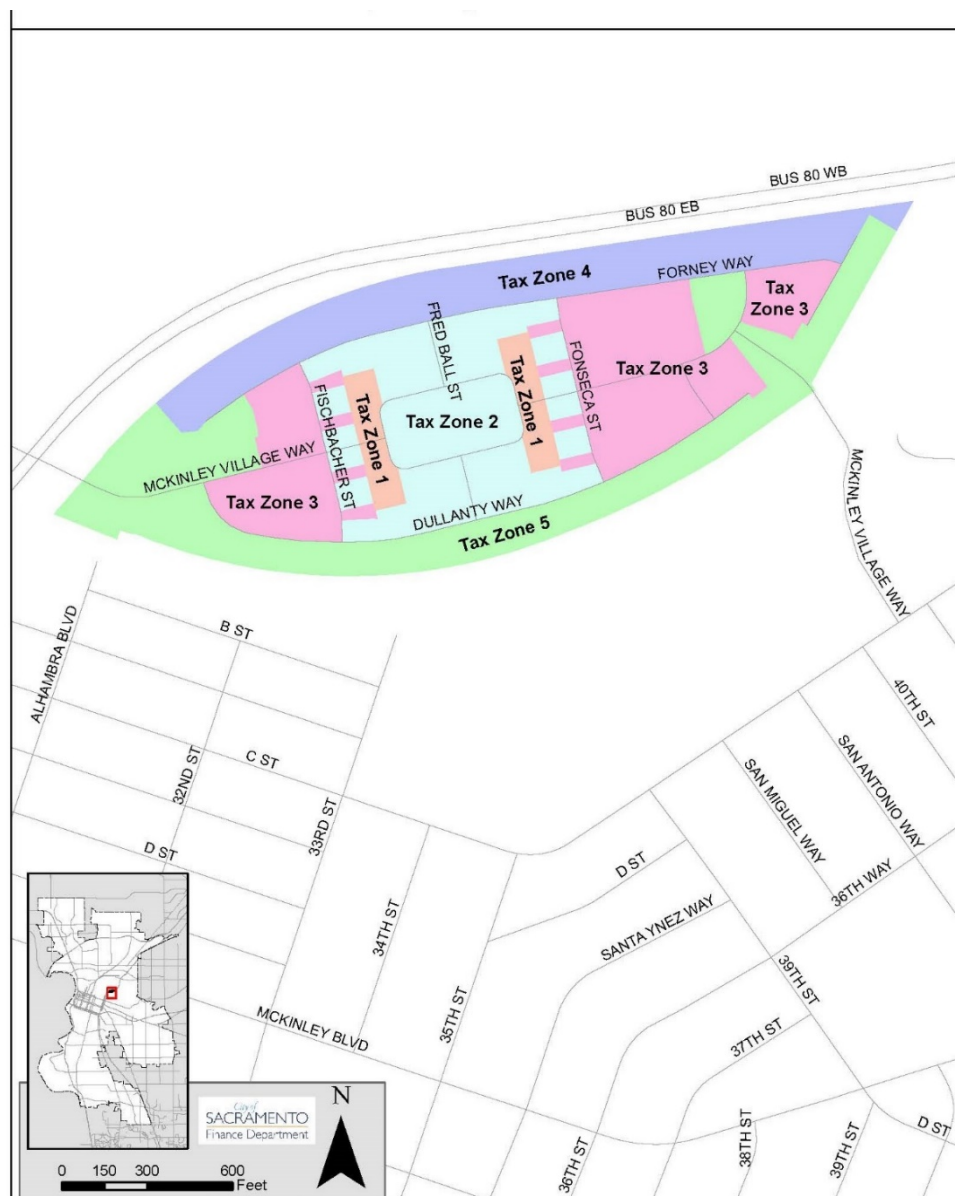 BUS 80 WB
BUS 80 EB
Tax Zone 4
FORNEY WAY
Tax
Zone 3
FRED BALL ST
Tax Zone 1
FONSECA ST
Tax Zone 3
FISCHBACHER ST
Tax Zone 1
Tax Zone 2
MCKINLEY VILLAGE WAY
Tax Zone 3
DULLANTY WAY
Tax Zone 5
MCKINLEY VILLAGE WAY
ALHAMBRA BLVD
B ST
40TH ST
32ND ST
C ST
SAN MIGUEL WAY
SAN ANTONIO WAY
33RD ST
D ST
D ST
36TH WAY
34TH ST
SANTA YNEZ WAY
35TH ST
39TH ST
MCKINLEY BLVD
37TH ST
N
City of
SACRAMENTO
Finance Department
38TH ST
39TH ST
D ST
36TH ST
0 150 300 600
Feet